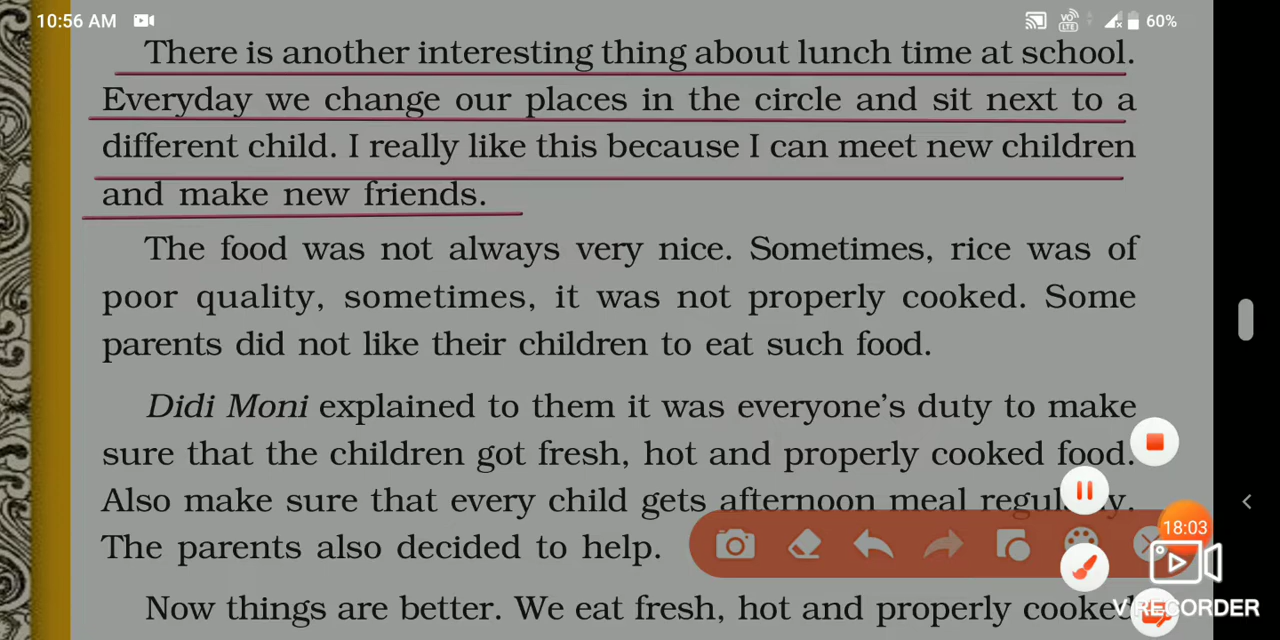 10:56 AM
VO
LTE
60%
There is another interesting thing about lunch time at school.
Everyday we change our places in the circle and sit next to a
different child. I really like this because I can meet new children
and make new friends.
The food was not always very nice. Sometimes, rice was of
poor quality, sometimes, it was not properly cooked. Some
parents did not like their children to eat such food.
Didi Moni explained to them it was everyone's duty to make
sure that the children got fresh, hot and properly cooked food.
Also make sure that every child gets afternoon meal regularly.
The parents also decided to help.
18:03
Now things are better. We eat fresh, hot and properly cooked
V RECORDER